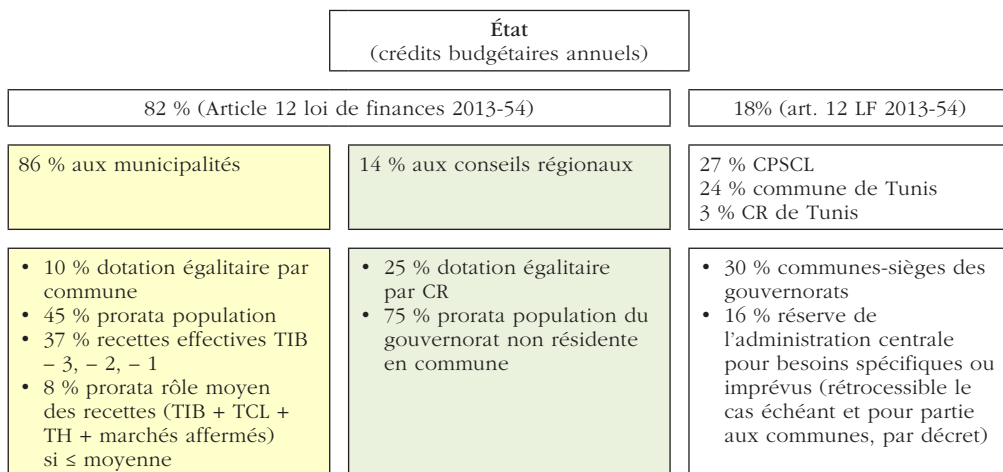 État
(crédits budgétaires annuels)
82 % (Article 12 loi de finances 2013-54)
18% (art. 12 LF 2013-54)
86 % aux municipalités
14 % aux conseils régionaux
27 % CPSCL
24 % commune de Tunis
3 % CR de Tunis
• 10 % dotation égalitaire par
commune
• 45 % prorata population
• 37 % recettes effectives TIB
– 3, – 2, – 1
• 8 % prorata rôle moyen
des recettes (TIB + TCL +
TH + marchés affermés)
si ≤ moyenne
• 25 % dotation égalitaire
par CR
• 75 % prorata population du
gouvernorat non résidente
en commune
• 30 % communes-sièges des
gouvernorats
• 16 % réserve de
l’administration centrale
pour besoins spécifiques ou
imprévus (rétrocessible le
cas échéant et pour partie
aux communes, par décret)